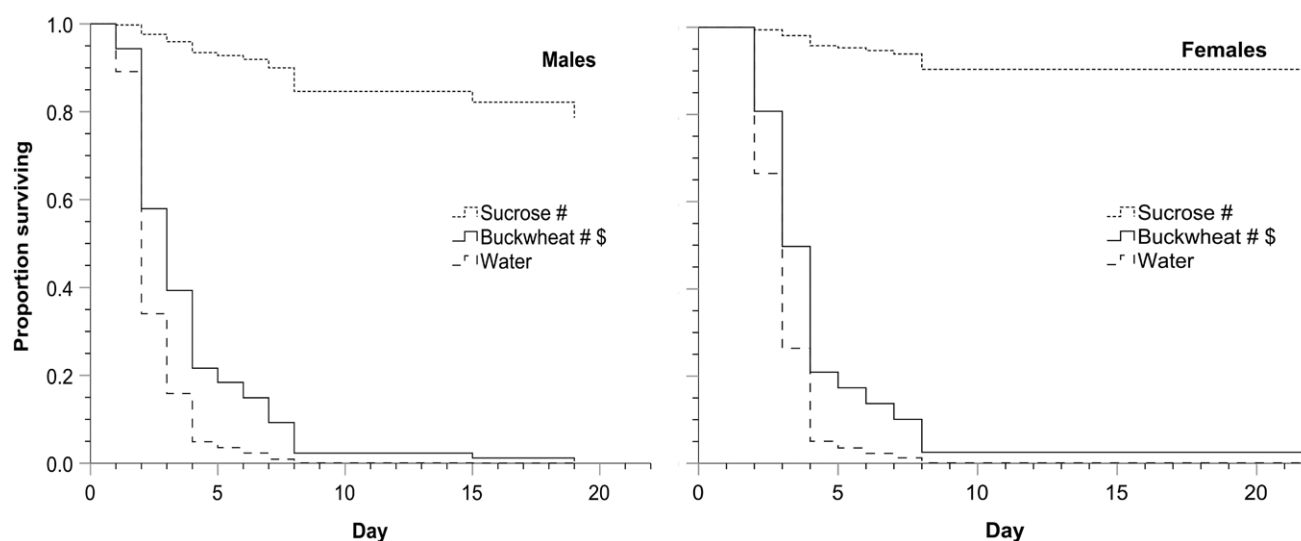 1.0
0.8
0.6
0.4
0.2
0.0
Proportion surviving
Males
Sucrose #
Buckwheat # $
Water
0 5 10 15 20
Day
Females
Sucrose #
Buckwheat # $
Water
0 5 10 15 20
Day